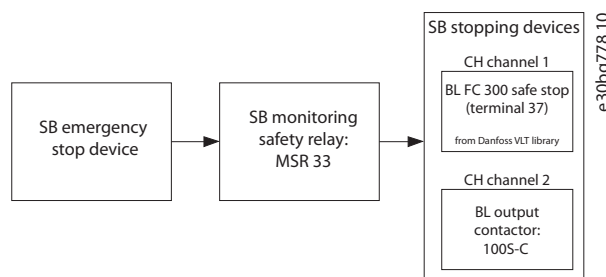 SB emergency
stop device
SB monitoring
safety relay:
MSR 33
SB stopping devices
CH channel 1
BL FC 300 safe stop
(terminal 37)
from Danfoss VLT library
CH channel 2
BL output
contactor:
100S-C
e30bg778.10